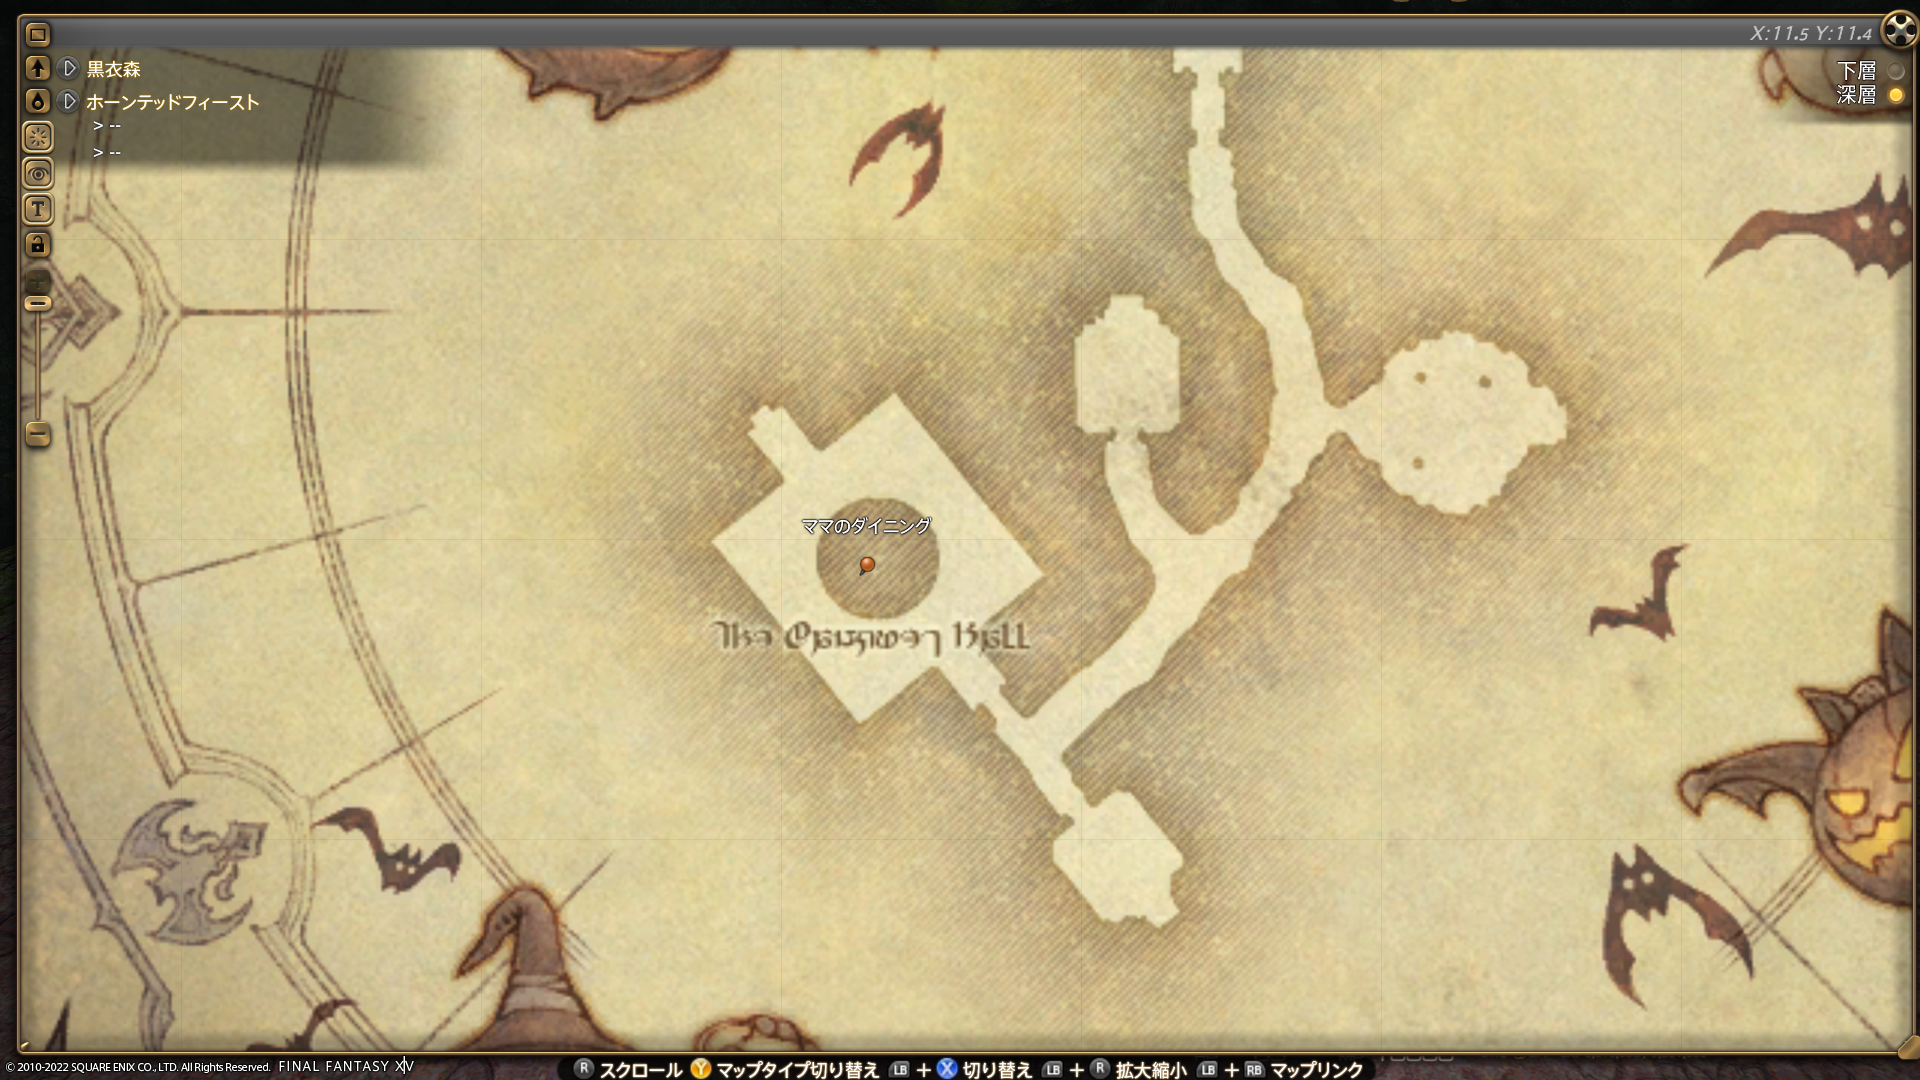 X:11.5 Y:11.4
黒衣森
ホーンテッドフィースト
> --
> --
下層
深層
T
ママのダイニング
© 2010-2022 SQUARE ENIX CO., LTD. All Rights Reserved. FINAL FANTASY XIV
R スクロール Y マップタイプ切り替え LB + X 切り替え LB + R 拡大縮小 LB + RB マップリンク